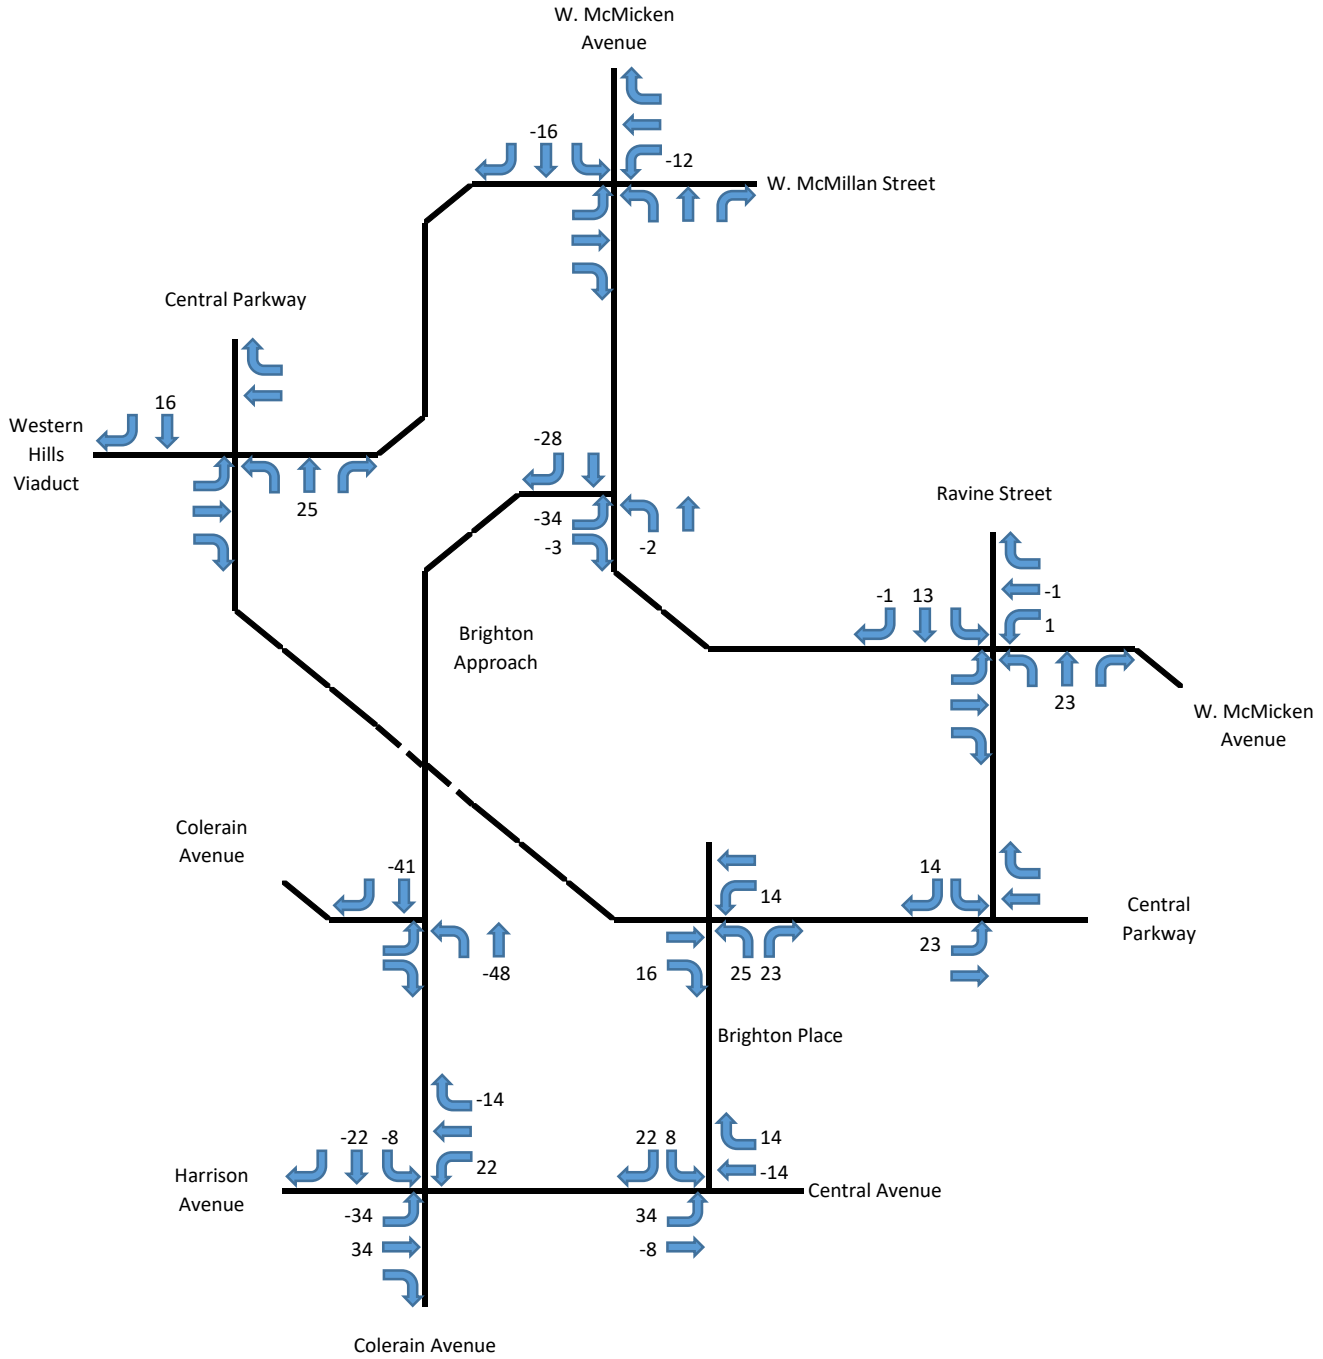 W. McMicken
Avenue
-16
-12
W. McMillan Street
Central Parkway
16
Western
Hills
Viaduct
25
-28
-34
-3
-2
Ravine Street
-1 13
-1
1
23
W. McMicken
Avenue
Brighton
Approach
Colerain
Avenue
-41
-48
14
16
25 23
14
23
Central
Parkway
Brighton Place
-14
-22 -8
22
Harrison
Avenue
-34
34
22 8
14
-14
Central Avenue
34
-8
Colerain Avenue